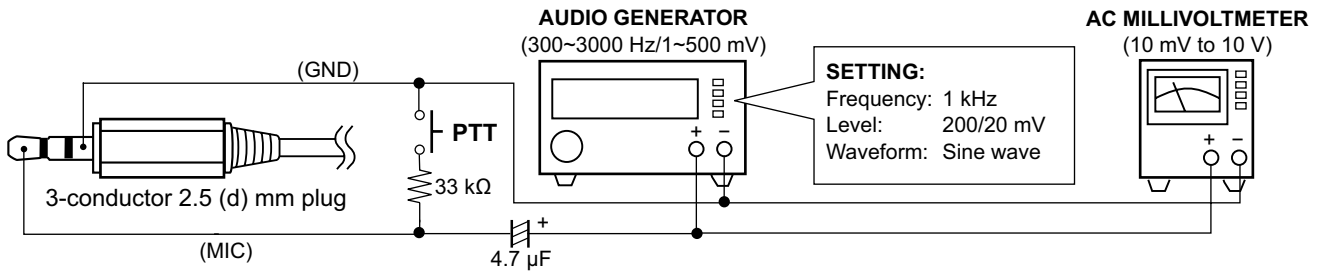 AUDIO GENERATOR
(300~3000 Hz/1~500 mV)
AC MILLIVOLTMETER
(10 mV to 10 V)
(GND)
SETTING:
Frequency: 1 kHz
Level: 200/20 mV
Waveform: Sine wave
PTT
+ −
+ −
33 kΩ
3-conductor 2.5 (d) mm plug
(MIC)
+
4.7 µF